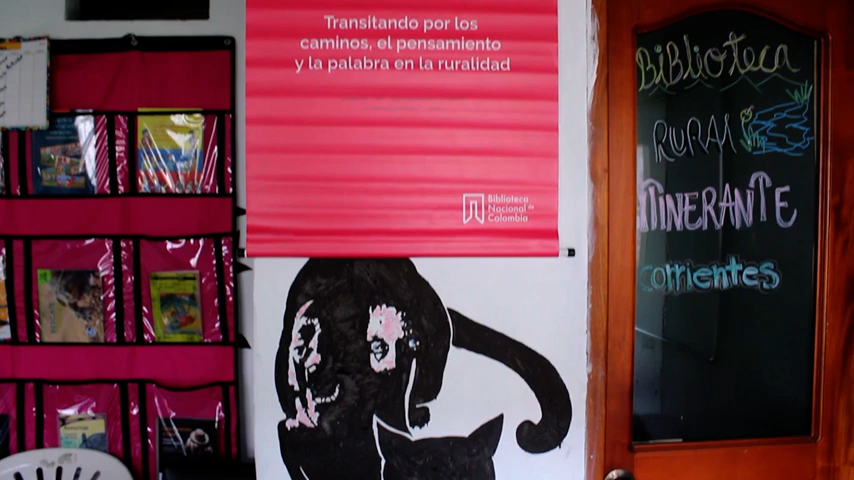 Transitando por los
caminos, el pensamiento
y la palabra en la ruralidad
Biblioteca
Nacional de
Colombia
BiBlioteca
RURAl
ITINERANTE
corrientes